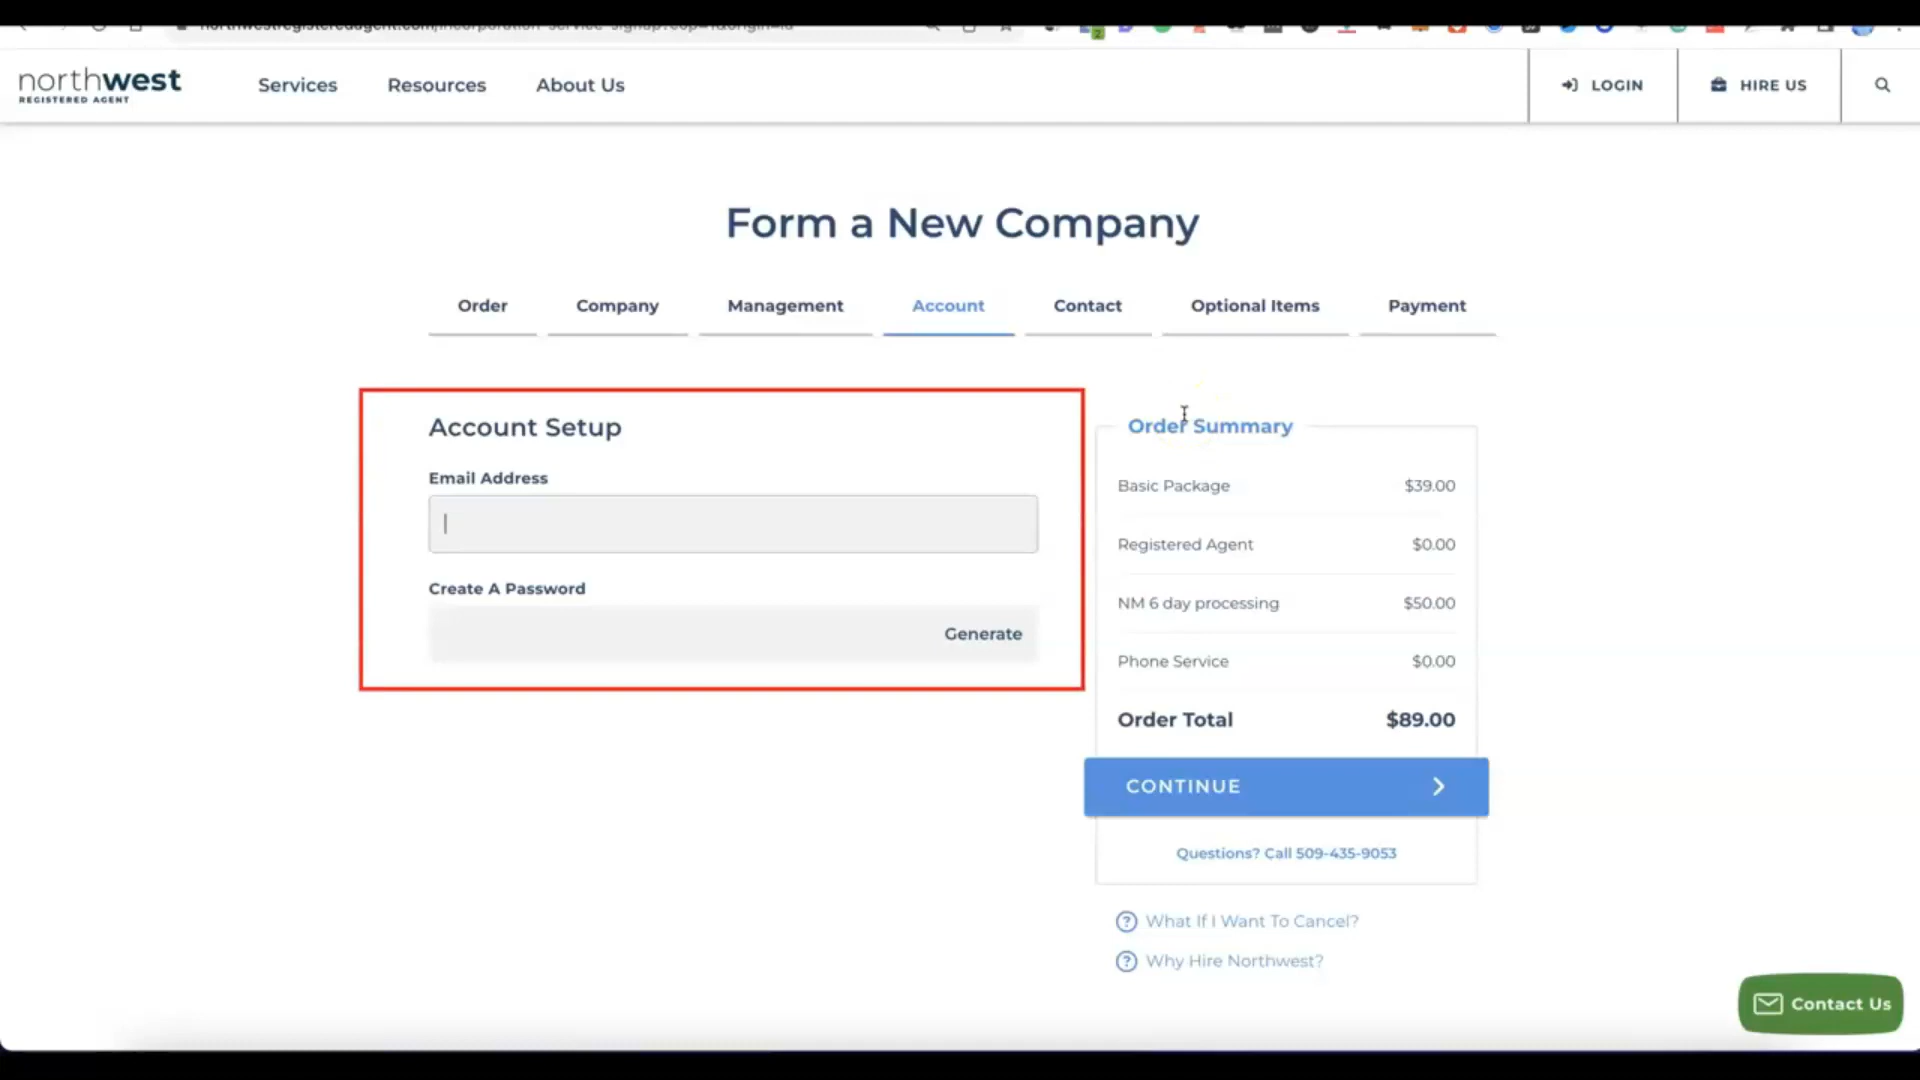 northwest
REGISTERED AGENT
Services
Resources
About Us
LOGIN
HIRE US
Form a New Company
Order
Company
Management
Account
Contact
Optional Items
Payment
Account Setup
Email Address
Create A Password
Generate
Order Summary
Basic Package $39.00
Registered Agent $0.00
NM 6 day processing $50.00
Phone Service $0.00
Order Total $89.00
CONTINUE
Questions? Call 509-435-9053
What If I Want To Cancel?
Why Hire Northwest?
Contact Us